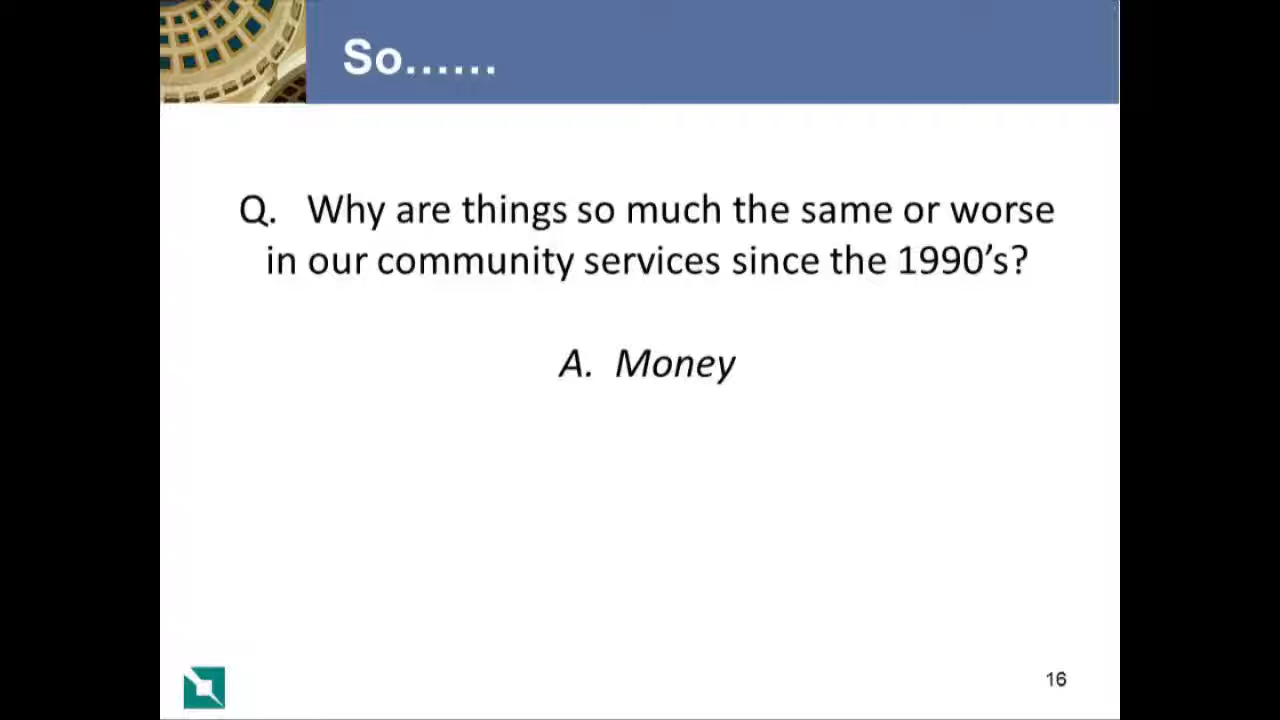 So......
Q. Why are things so much the same or worse
in our community services since the 1990's?
A. Money
16